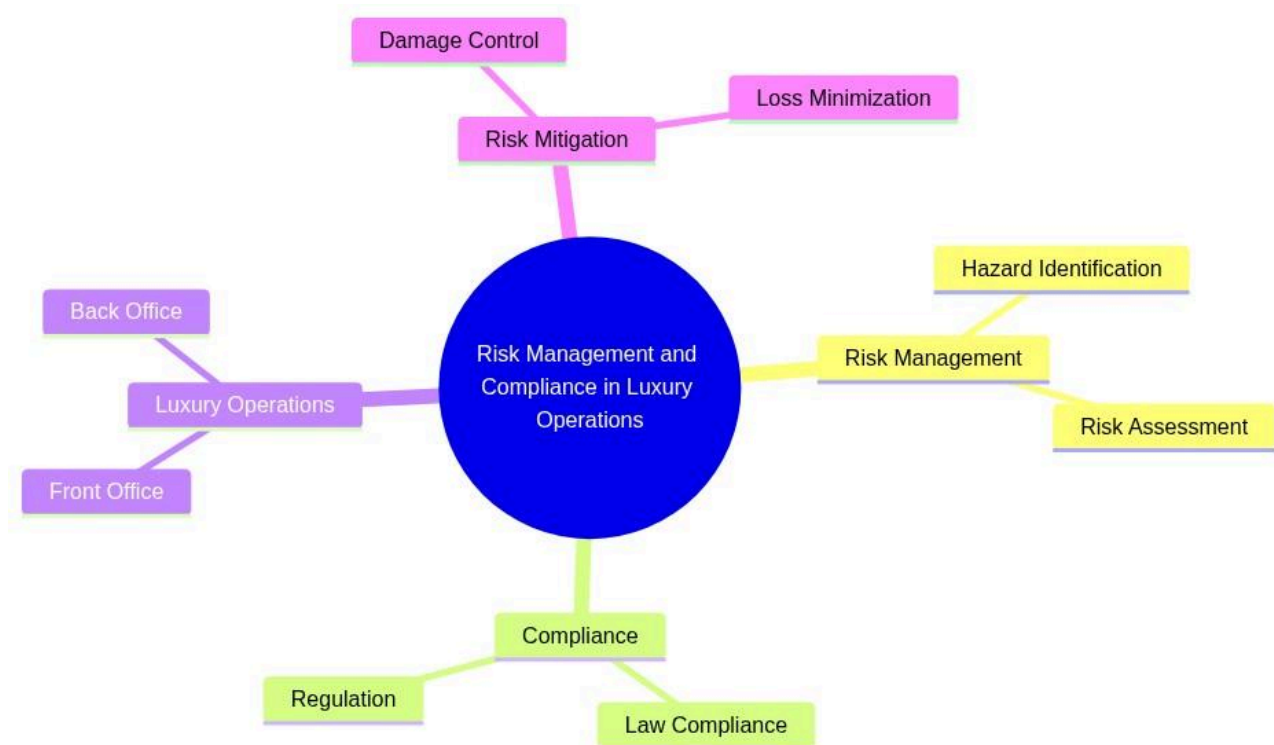 Damage Control
Loss Minimization
Risk Mitigation
Hazard Identification
Back Office
Risk Management and
Compliance in Luxury
Operations
Risk Management
Luxury Operations
Risk Assessment
Front Office
Compliance
Regulation
Law Compliance